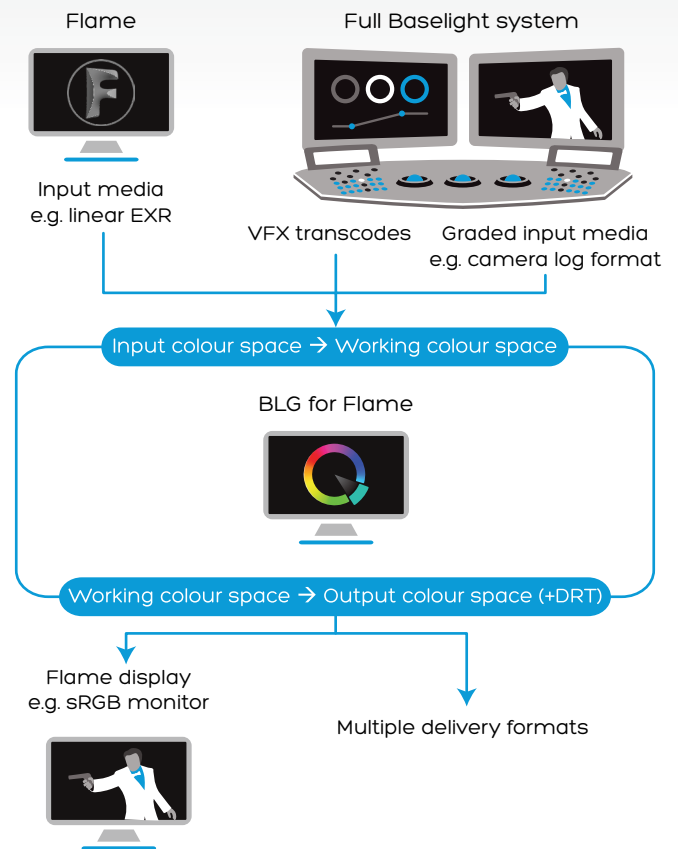 Flame
Full Baselight system
F
Input media
e.g. linear EXR
VFX transcodes
Graded input media
e.g. camera log format
Input colour space → Working colour space
BLG for Flame
Working colour space → Output colour space (+DRT)
Flame display
e.g. sRGB monitor
Multiple delivery formats